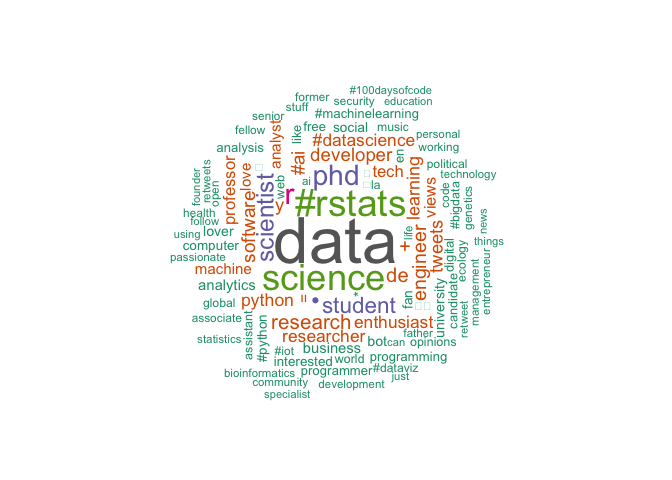 #100daysofcode
former
security
education
stuff
#machinelearning
senior
free
social
music
fellow
analyst
like
#datascience
personal
analysis
#ai
developer
en
working
professor
love
phd
tech
learning
views
political
founder
retweets
open
software
scientist
web
ai
la
technology
health
y
r
#rstats
code
#bigdata
genetics
news
follow
using
lover
data
+
life
engineer
tweets
digital
ecology
things
computer
passionate
machine
science
de
entrepreneur
analytics
management
global
python
||
•
student
*
fan
university
candidate
retweet
associate
research
enthusiast
father
statistics
assistant
#python
researcher
bot
can
opinions
#iot
business
interested
world
programming
bioinformatics
programmer
#dataviz
community
development
just
specialist